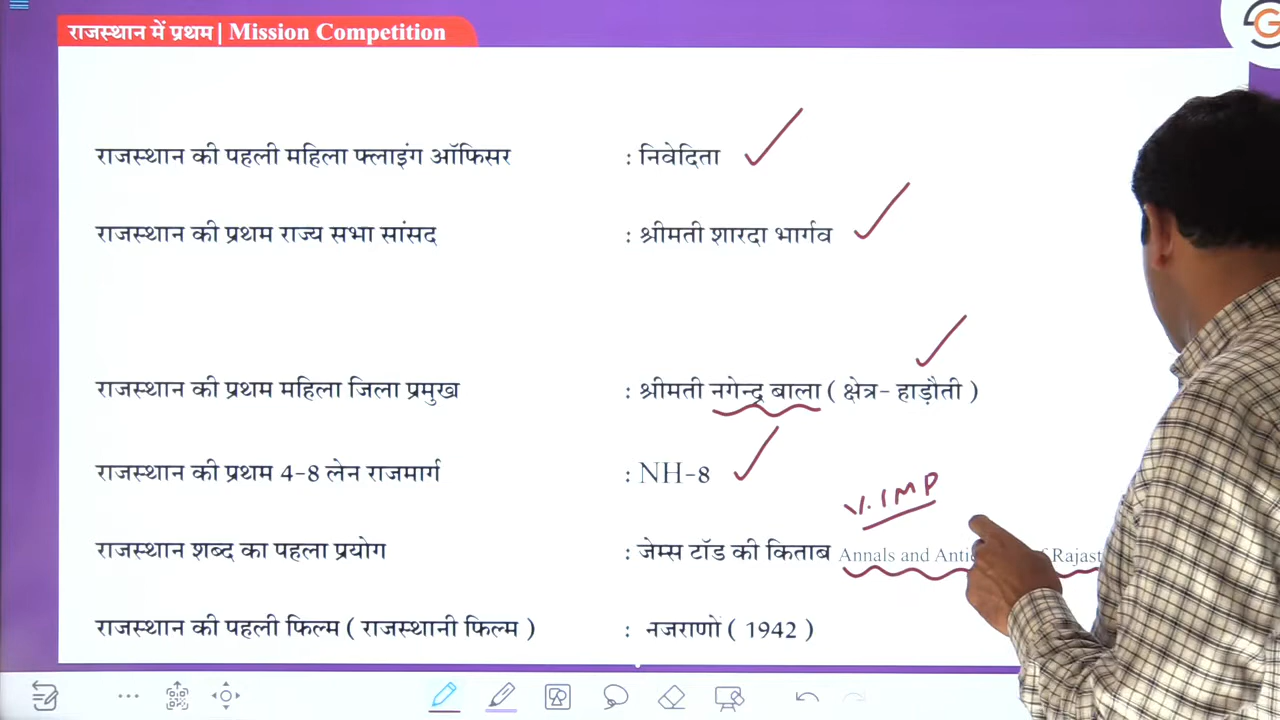 राजस्थान में प्रथम| Mission Competition
राजस्थान की पहली महिला फ्लाइंग ऑफिसर : निवेदिता
राजस्थान की प्रथम राज्य सभा सांसद : श्रीमती शारदा भार्गव
राजस्थान की प्रथम महिला जिला प्रमुख : श्रीमती नगेन्द्र बाला ( क्षेत्र- हाड़ौती )
राजस्थान की प्रथम 4-8 लेन राजमार्ग : NH-8
V. IMP
राजस्थान शब्द का पहला प्रयोग : जेम्स टॉड की किताब Annals and
राजस्थान की पहली फिल्म ( राजस्थानी फिल्म ) : नजराणो ( 1942 )